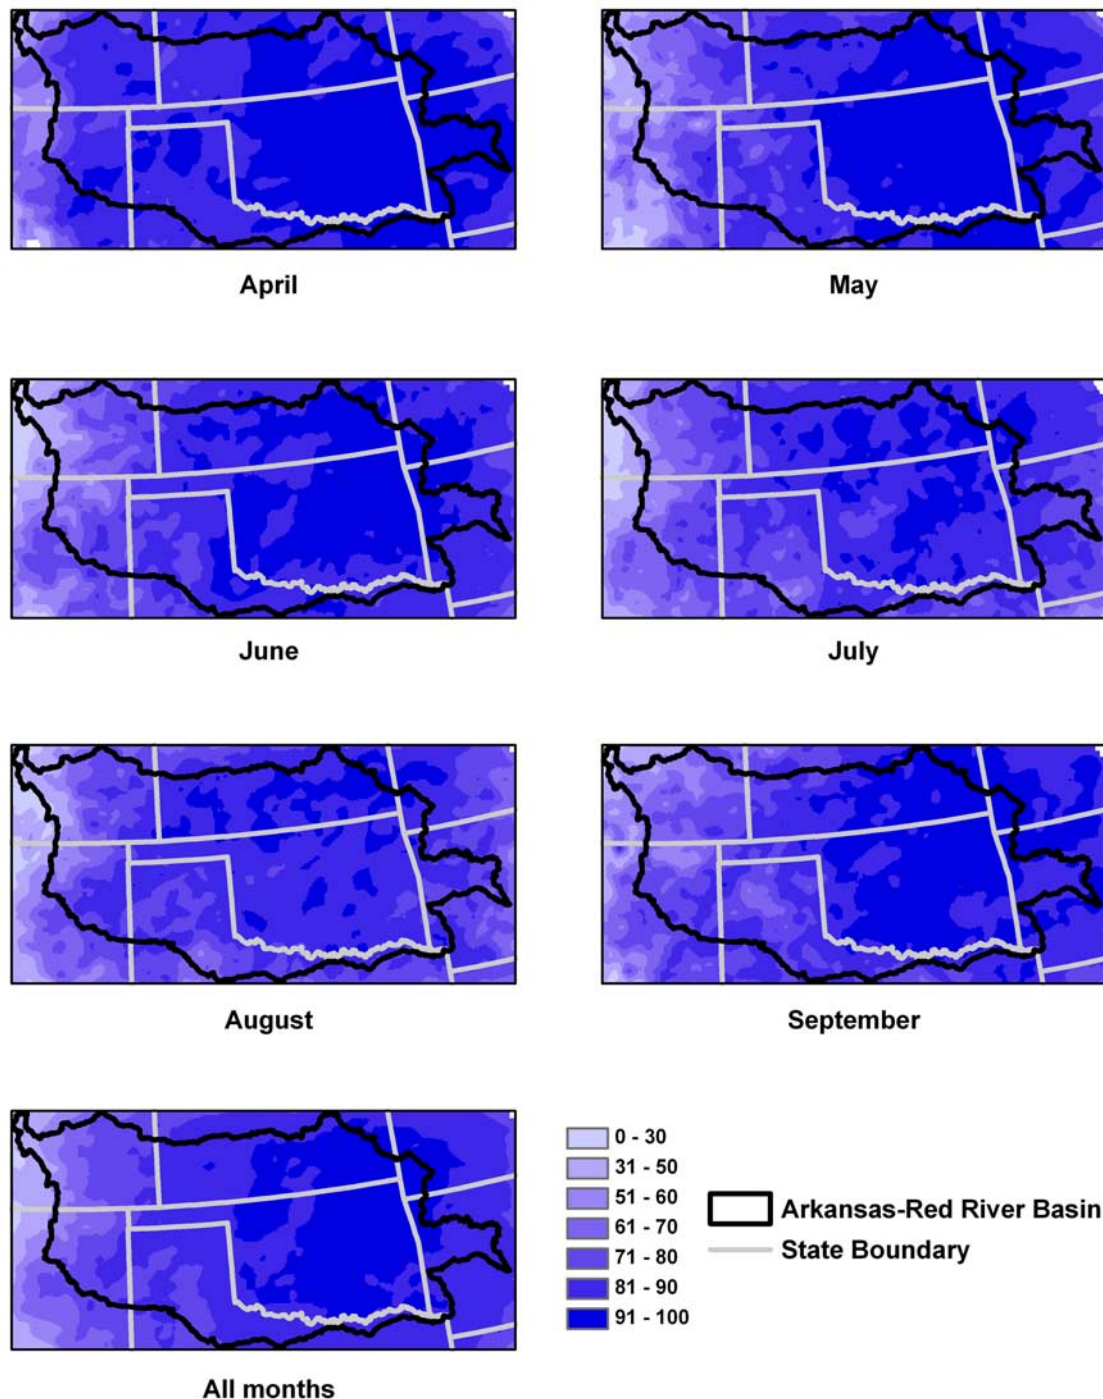 April
May
June
July
August
September
All months
0 - 30
31 - 50
51 - 60
61 - 70
71 - 80
81 - 90
91 - 100
Arkansas-Red River Basin
State Boundary